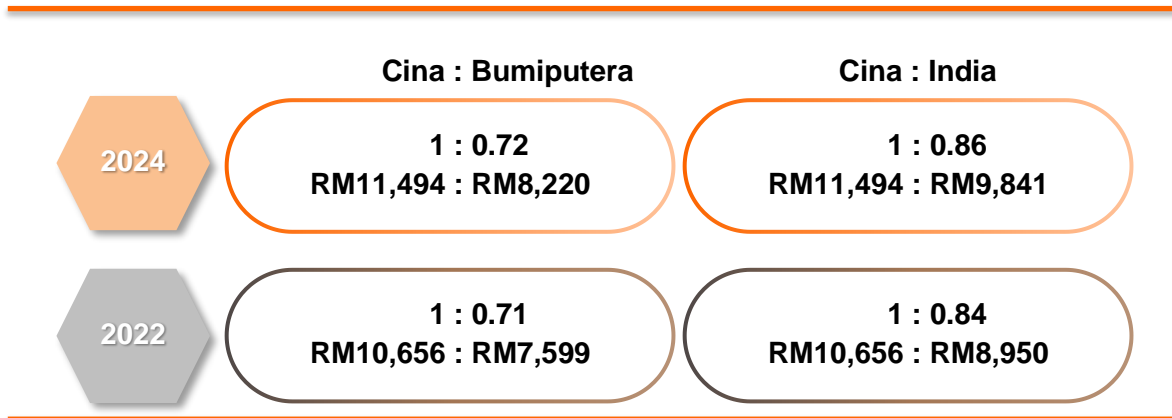 Cina : Bumiputera
Cina : India
2024
1 : 0.72
RM11,494 : RM8,220
1 : 0.86
RM11,494 : RM9,841
2022
1 : 0.71
RM10,656 : RM7,599
1 : 0.84
RM10,656 : RM8,950